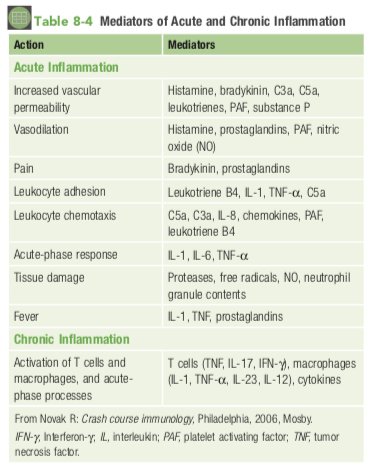 Table 8-4 Mediators of Acute and Chronic Inflammation
Action Mediators
Acute Inflammation
Increased vascular Histamine, bradykinin, C3a, C5a,
permeability leukotrienes, PAF, substance P
Vasodilation Histamine, prostaglandins, PAF, nitric
oxide (NO)
Pain Bradykinin, prostaglandins
Leukocyte adhesion Leukotriene B4, IL-1, TNF-α, C5a
Leukocyte chemotaxis C5a, C3a, IL-8, chemokines, PAF,
leukotriene B4
Acute-phase response IL-1, IL-6, TNF-α
Tissue damage Proteases, free radicals, NO, neutrophil
granule contents
Fever IL-1, TNF, prostaglandins
Chronic Inflammation
Activation of T cells and T cells (TNF, IL-17, IFN-γ), macrophages
macrophages, and acute- (IL-1, TNF-α, IL-23, IL-12), cytokines
phase processes
From Novak R: Crash course immunology, Philadelphia, 2006, Mosby.
IFN-γ, Interferon-γ; IL, interleukin; PAF, platelet activating factor; TNF, tumor
necrosis factor.